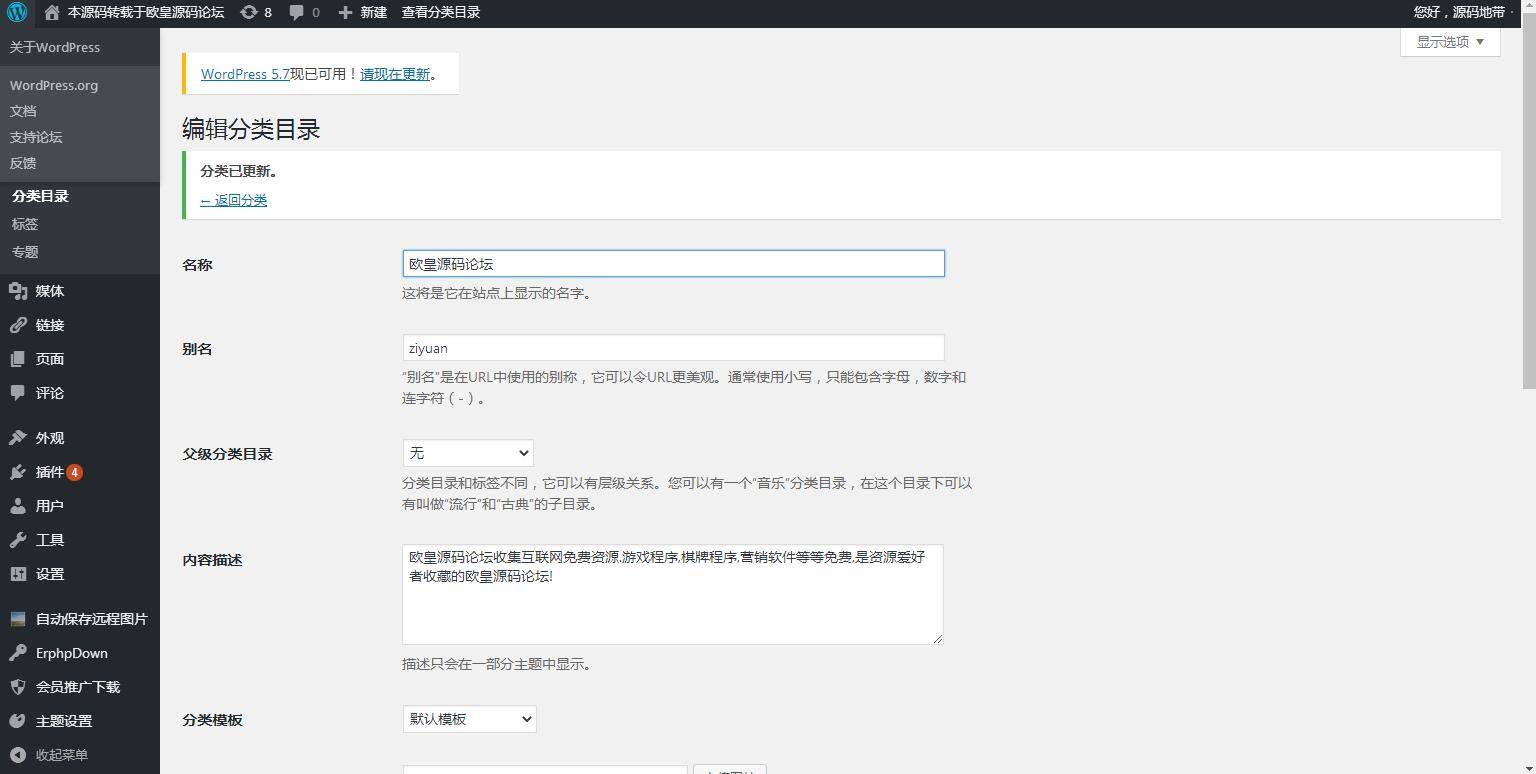 本源码转载于欧皇源码论坛 8 0 新建 查看分类目录 您好，源码地带
关于WordPress
WordPress.org
文档
支持论坛
反馈
分类目录
标签
专题
媒体
链接
页面
评论
外观
插件 4
用户
工具
设置
自动保存远程图片
ErphpDown
会员推广下载
主题设置
收起菜单
显示选项
WordPress 5.7现已可用！请现在更新。
编辑分类目录
分类已更新。
← 返回分类
名称
欧皇源码论坛
这将是它在站点上显示的名字。
别名
ziyuan
“别名”是在URL中使用的别称，它可以令URL更美观。通常使用小写，只能包含字母，数字和
连字符（-）。
父级分类目录
无
分类目录和标签不同，它可以有层级关系。您可以有一个“音乐”分类目录，在这个目录下可以
有叫做“流行”和“古典”的子目录。
内容描述
欧皇源码论坛收集互联网免费资源.游戏程序,棋牌程序,营销软件等等免费,是资源爱好
者收藏的欧皇源码论坛!
描述只会在一部分主题中显示。
分类模板
默认模板